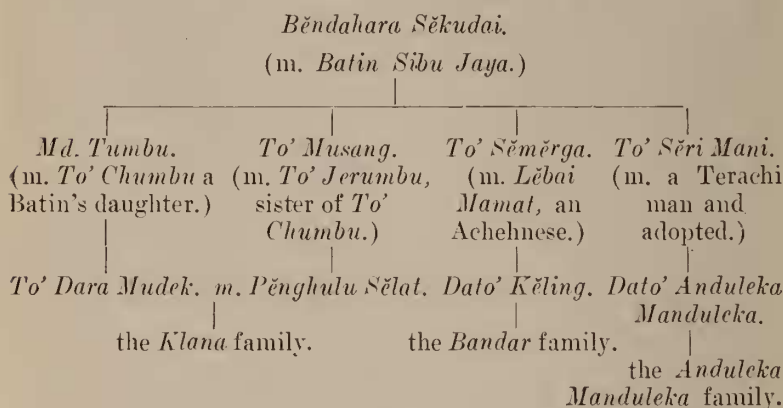 Bĕndahara Sĕkudai.
(m. Batin Sibu Jaya.)
Md. Tumbu. To’ Musang. To’ Sĕmĕrga. To’ Sĕri Mani.
(m. To’ Chumbu a (m. To’ Jerumbu, (m. Lĕbai (m. a Terachi
Batin’s daughter.) sister of To’ Mamat, an man and
Chumbu.) Achehnese.) adopted.)
To’ Dara Mudek. m. Pĕnghulu Sĕlat. Dato’ Kĕling. Dato’ Anduleka
Manduleka.
the Klana family. the Bandar family.
the Anduleka
Manduleka family.